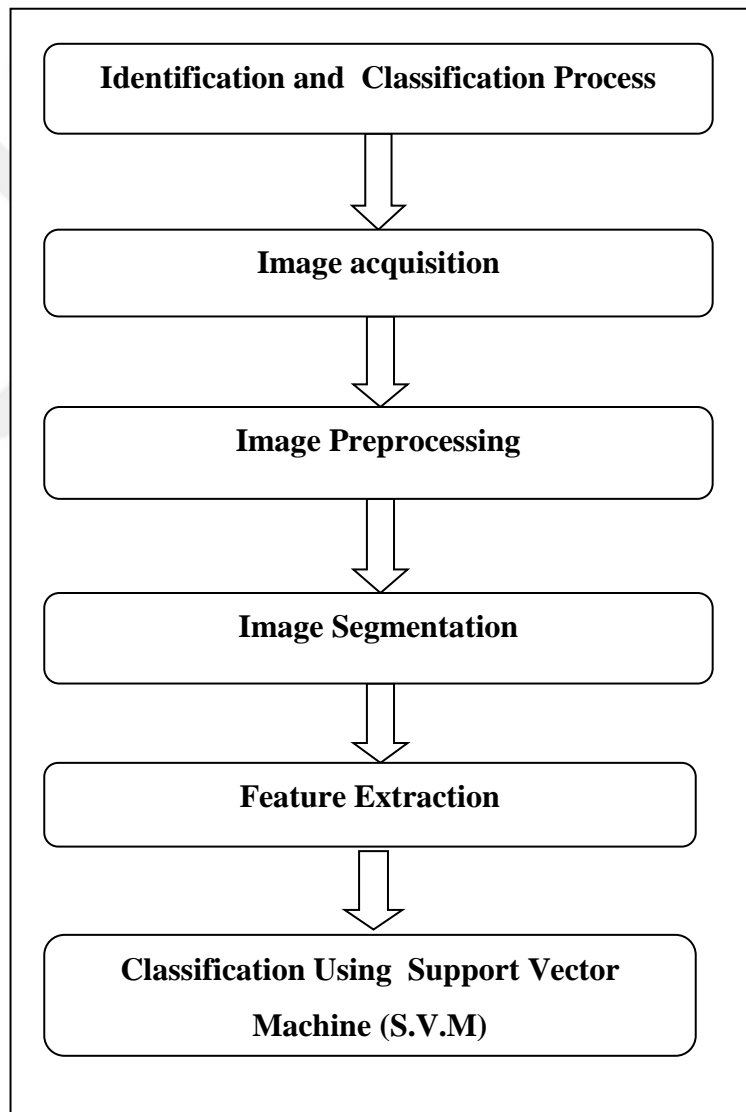 Identification and Classification Process
Image acquisition
Image Preprocessing
Image Segmentation
Feature Extraction
Classification Using Support Vector
Machine (S.V.M)